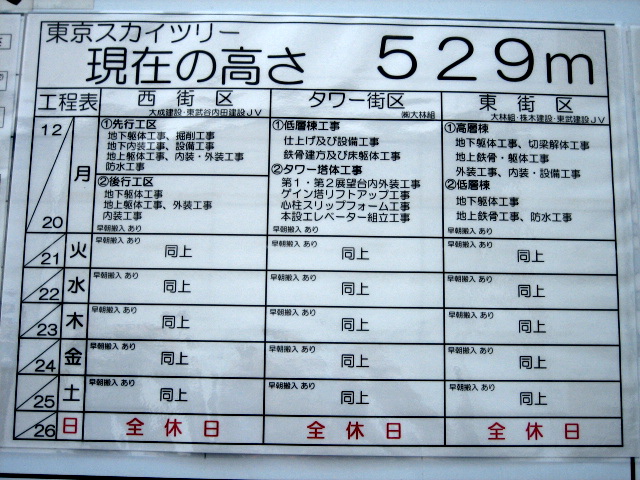 東京スカイツリー
現在の高さ 529m
工程表 西街区 タワー街区 東街区
大成建設・東武谷内田建設JV ㈱大林組 大林組・株木建設・東武建設JV
12
20
月
①先行工区
地下躯体工事、掘削工事
地下内装工事、設備工事
地上躯体工事、内装・外装工事
防水工事
②後行工区
地下躯体工事
地上躯体工事、外装工事
内装工事
早朝搬入 あり
①低層棟工事
仕上げ及び設備工事
鉄骨建方及び床躯体工事
②タワー塔体工事
第1・第2展望台内外装工事
ゲイン塔リフトアップ工事
心柱スリップフォーム工事
本設エレベーター組立工事
早朝搬入 あり
①高層棟
地下躯体工事、切梁解体工事
地上鉄骨・躯体工事
外装工事、内装・設備工事
②低層棟
地下躯体工事
地上鉄骨工事、防水工事
早朝搬入 あり
21 火 早朝搬入 あり 同上 早朝搬入 あり 同上 早朝搬入 あり 同上
22 水 早朝搬入 あり 同上 早朝搬入 あり 同上 早朝搬入 あり 同上
23 木 早朝搬入 あり 同上 早朝搬入 あり 同上 早朝搬入 あり 同上
24 金 早朝搬入 あり 同上 早朝搬入 あり 同上 早朝搬入 あり 同上
25 土 早朝搬入 あり 同上 早朝搬入 あり 同上 早朝搬入 あり 同上
26 日 全休日 全休日 全休日